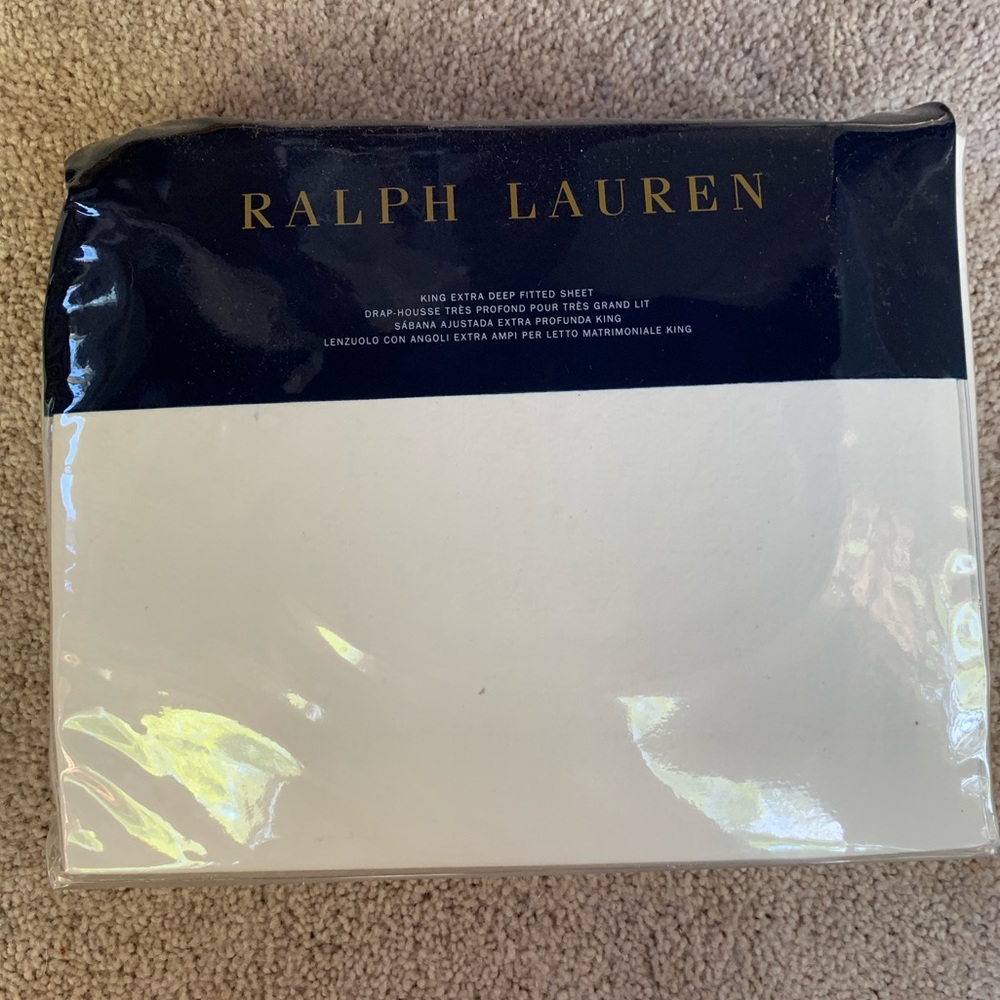 RALPH LAUREN
KING EXTRA DEEP FITTED SHEET
DRAP-HOUSSE TRÈS PROFOND POUR TRÈS GRAND LIT
SÁBANA AJUSTADA EXTRA PROFUNDA KING
LENZUOLO CON ANGOLI EXTRA AMPI PER LETTO MATRIMONIALE KING